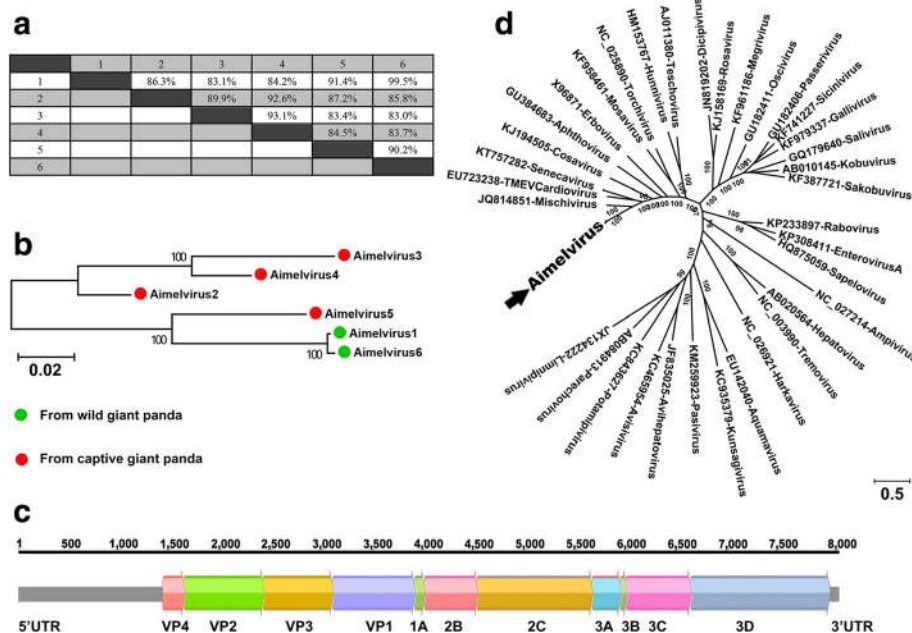 a
1 2 3 4 5 6
1 86.3% 83.1% 84.2% 91.4% 99.5%
2 89.9% 92.6% 87.2% 85.8%
3 93.1% 83.4% 83.0%
4 84.5% 83.7%
5 90.2%
6
b
100 Aimelvirus3
Aimelvirus4
Aimelvirus2
Aimelvirus5
100 Aimelvirus1
100 Aimelvirus6
0.02
From wild giant panda
From captive giant panda
d
JQ814851-Mischivirus
EU723238-TMEVCardiovirus
KT757282-Senecavirus
KJ194505-Cosavirus
GU384683-Aphthovirus
X96871-Erbovirus
KF958461-Mosavirus
NC_025890-Torchivirus
HM153767-Hunnivirus
AJ011380-Teschovirus
JN819202-Dicipivirus
KJ158169-Rosavirus
KF961186-Megrivirus
GU182411-Oscivirus
GU182406-Passerivirus
KF741227-Sicinivirus
KF979337-Gallivirus
GQ179640-Salivirus
AB010145-Kobuvirus
KF387721-Sakobuvirus
KP233897-Rabovirus
KP308411-EnterovirusA
HQ875059-Sapelovirus
NC_027214-Ampivirus
AB020564-Hepatovirus
NC_003990-Tremovirus
NC_026921-Harkavirus
EU142040-Aquamavirus
KC935379-Kunsagivirus
KM259923-Pasivirus
JF835025-Avihepatovirus
KC465954-Avisivirus
KC843627-Potamipivirus
AB084913-Parechovirus
JX134222-Limnipivirus
Aimelvirus
0.5
c
1 500 1,000 1,500 2,000 2,500 3,000 3,500 4,000 4,500 5,000 5,500 6,000 6,500 7,000 7,500 8,000
5'UTR VP4 VP2 VP3 VP1 1A 2B 2C 3A 3B 3C 3D 3'UTR